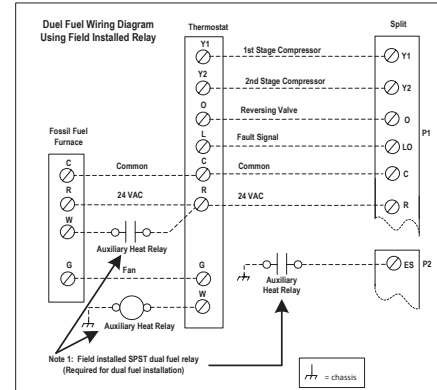 Duel Fuel Wiring Diagram
Using Field Installed Relay
Thermostat
Split
Y1
1st Stage Compressor
Y1
Y2
2nd Stage Compressor
Y2
O
Reversing Valve
O
P1
L
Fault Signal
LO
Fossil Fuel
Furnace
C
Common
C
Common
C
R
24 VAC
R
24 VAC
R
W
Auxiliary Heat Relay
G
Fan
G
ES
P2
Auxiliary
Heat Relay
W
Auxiliary Heat Relay
Note 1: Field installed SPST dual fuel relay
(Required for dual fuel installation)
= chassis